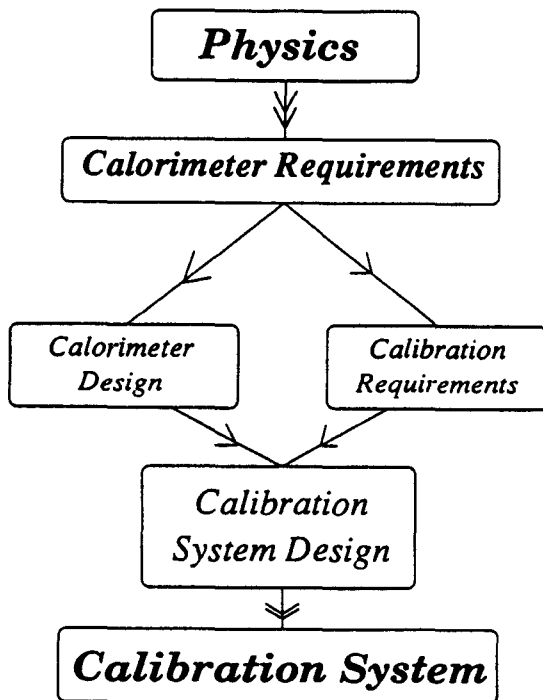 Physics
Calorimeter Requirements
Calorimeter
Design
Calibration
Requirements
Calibration
System Design
Calibration System